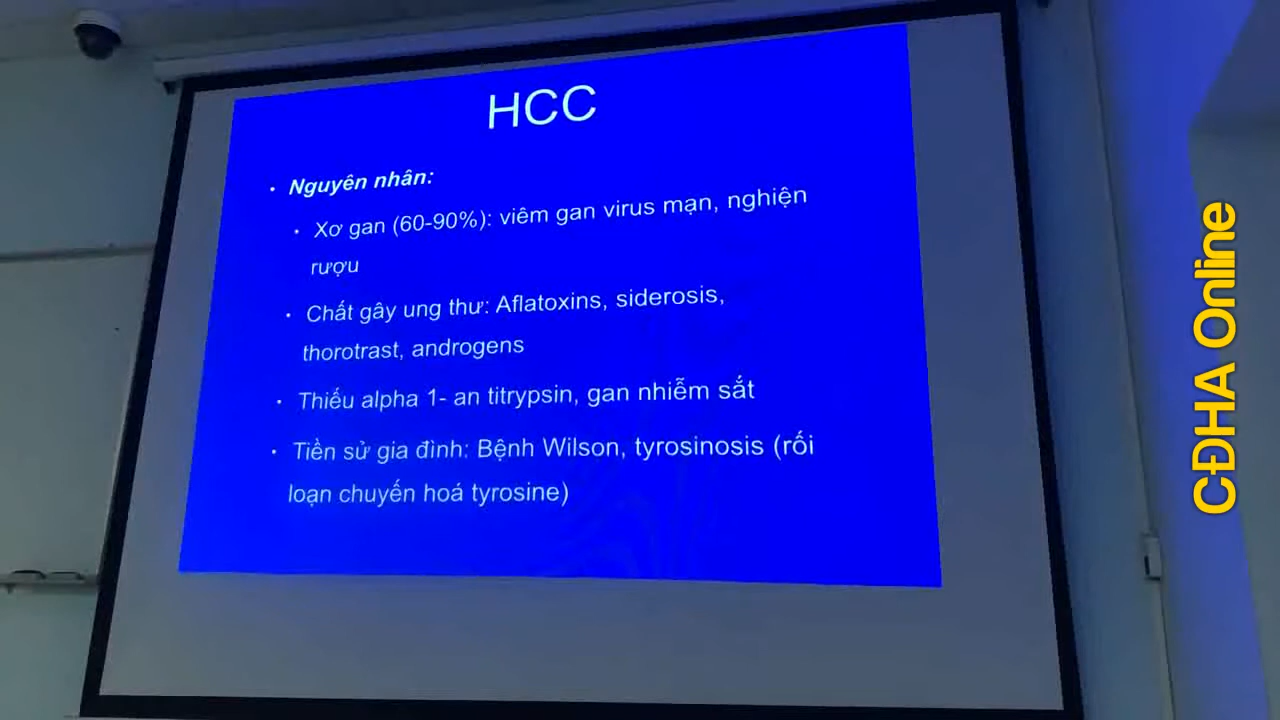 HCC
• Nguyên nhân:
• Xơ gan (60-90%): viêm gan virus mạn, nghiện
rượu
• Chất gây ung thư: Aflatoxins, siderosis,
thorotrast, androgens
• Thiếu alpha 1- an titrypsin, gan nhiễm sắt
• Tiền sử gia đình: Bệnh Wilson, tyrosinosis (rối
loạn chuyến hoá tyrosine)
CĐHA Online